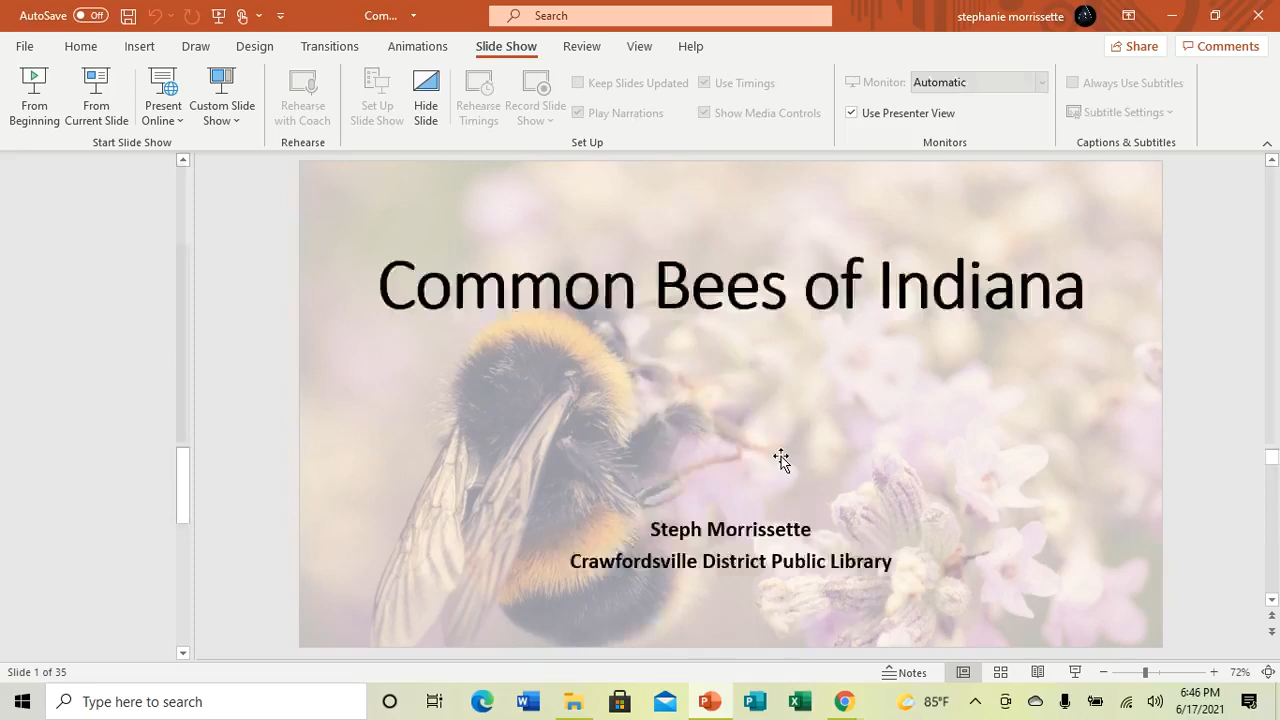 AutoSave Off Com... Search stephanie morissette
File Home Insert Draw Design Transitions Animations Slide Show Review View Help Share Comments
From Beginning
From Current Slide
Present Online
Custom Slide Show
Start Slide Show
Rehearse with Coach
Rehearse
Set Up Slide Show
Hide Slide
Rehearse Timings
Record Slide Show
Keep Slides Updated
Play Narrations
Use Timings
Show Media Controls
Set Up
Monitor: Automatic
Use Presenter View
Monitors
Always Use Subtitles
Subtitle Settings
Captions & Subtitles
Common Bees of Indiana
Steph Morrissette
Crawfordsville District Public Library
Slide 1 of 35 Notes 72%
Type here to search 85°F 6:46 PM
6/17/2021